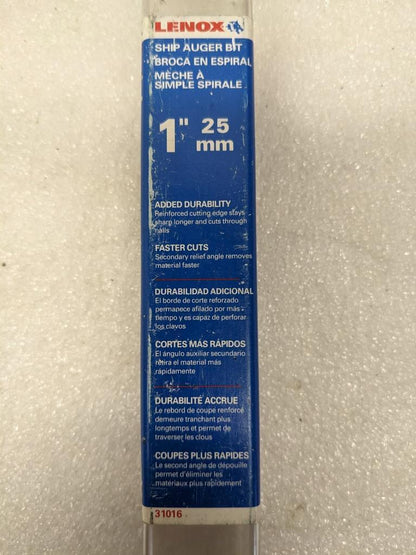 LENOX
SHIP AUGER BIT
BROCA EN ESPIRAL
MÈCHE À
SIMPLE SPIRALE
1" 25
mm
ADDED DURABILITY
Reinforced cutting edge stays
sharp longer and cuts through
nails
FASTER CUTS
Secondary relief angle removes
material faster
DURABILIDAD ADICIONAL
El borde de corte reforzado
permanece afilado por más
tiempo y es capaz de perforar
los clavos
CORTES MÁS RÁPIDOS
El ángulo auxiliar secundario
retira el material más
rápidamente
DURABILITÉ ACCRUE
Le rebord de coupe renforcé
demeure tranchant plus
longtemps et permet de
traverser les clous
COUPES PLUS RAPIDES
Le second angle de dépouille
permet d'éliminer les
matériaux plus rapidement
31016